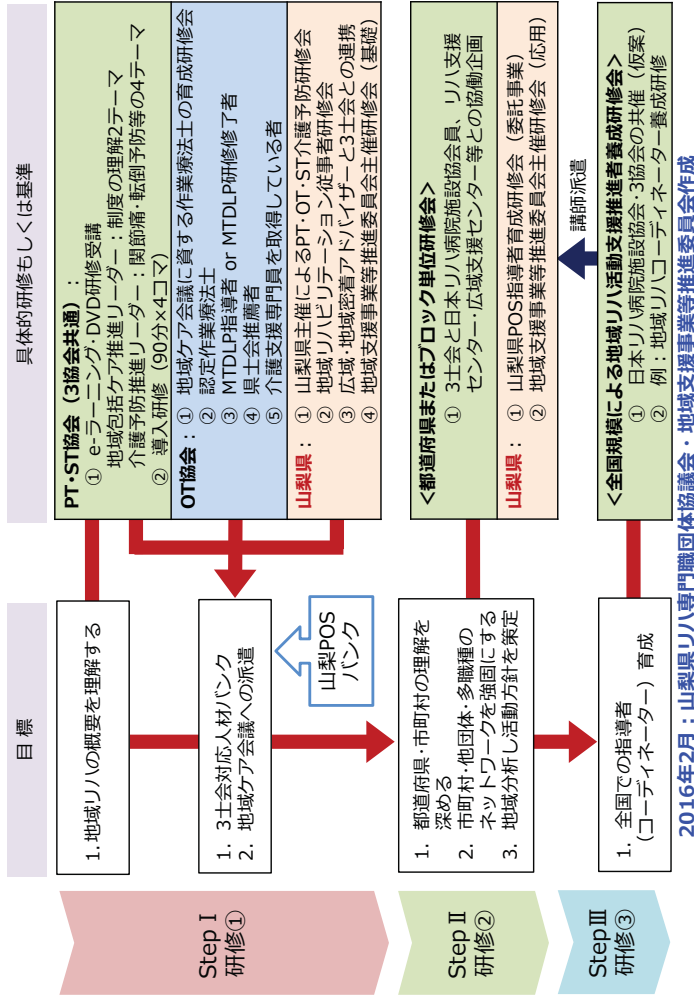 目標
具体的研修もしくは基準
Step Ⅰ
研修①
1. 地域リハの概要を理解する
PT・ST協会（3協会共通）：
① e-ラーニング・DVD研修受講
地域包括ケア推進リーダー：制度の理解2テーマ
介護予防推進リーダー：関節痛・転倒予防等の4テーマ
② 導入研修（90分×4コマ）
1. 3士会対応人材バンク
2. 地域ケア会議への派遣
山梨POS
バンク
OT協会：① 地域ケア会議に資する作業療法士の育成研修会
② 認定作業療法士
③ MTDLP指導者 or MTDLP研修修了者
④ 県士会推薦者
⑤ 介護支援専門員を取得している者
山梨県：① 山梨県主催によるPT・OT・ST介護予防研修会
② 地域リハビリテーション従事者研修会
③ 広域・地域密着アドバイザーと3士会との連携
④ 地域支援事業等推進委員会主催研修会（基礎）
Step Ⅱ
研修②
1. 都道府県・市町村の理解を
深める
2. 市町村・他団体・多職種の
ネットワークを強固にする
3. 地域分析し活動方針を策定
＜都道府県またはブロック単位研修会＞
① 3士会と日本リハ病院施設協会員、リハ支援
センター・広域支援センター等との協働企画
山梨県：① 山梨県POS指導者育成研修会（委託事業）
② 地域支援事業等推進委員会主催研修会（応用）
講師派遣
Step Ⅲ
研修③
1. 全国での指導者
（コーディネーター）育成
＜全国規模による地域リハ活動支援推進者養成研修会＞
① 日本リハ病院施設協会・3協会の共催（仮案）
② 例：地域リハコーディネーター養成研修
2016年2月：山梨県リハ専門職団体協議会・地域支援事業等推進委員会作成